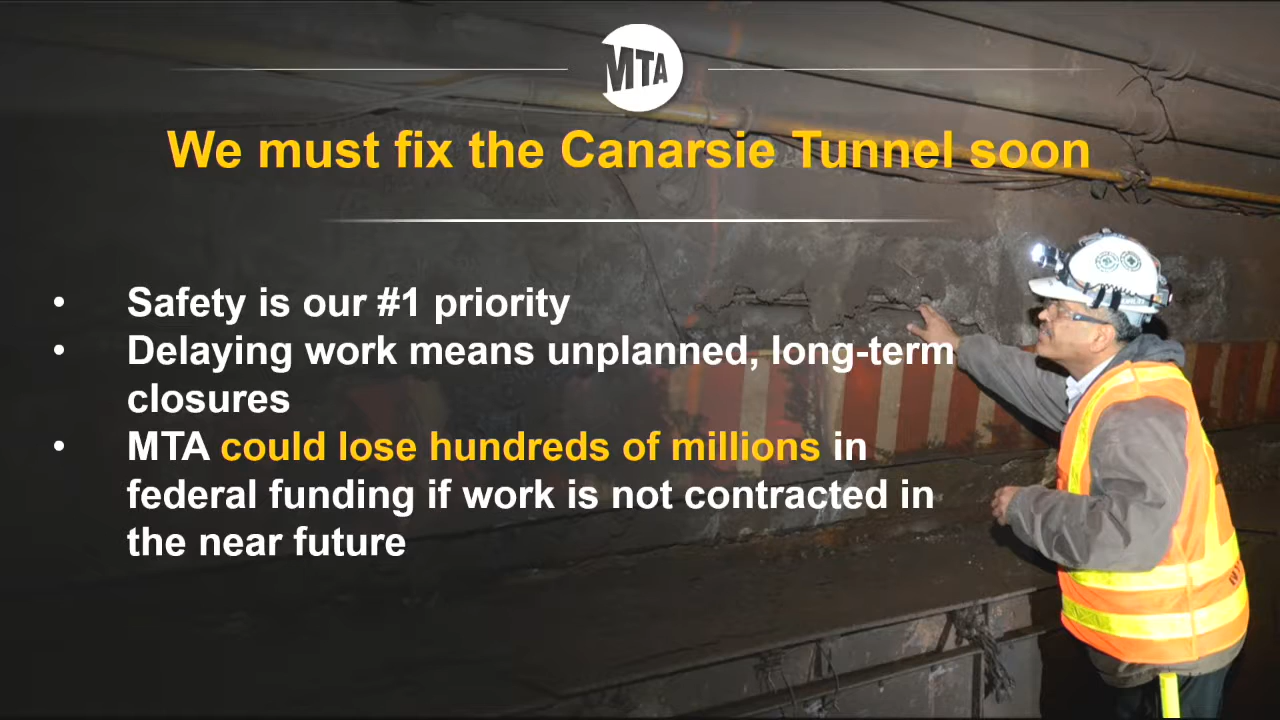 MTA
We must fix the Canarsie Tunnel soon
• Safety is our #1 priority
• Delaying work means unplanned, long-term
closures
• MTA could lose hundreds of millions in
federal funding if work is not contracted in
the near future